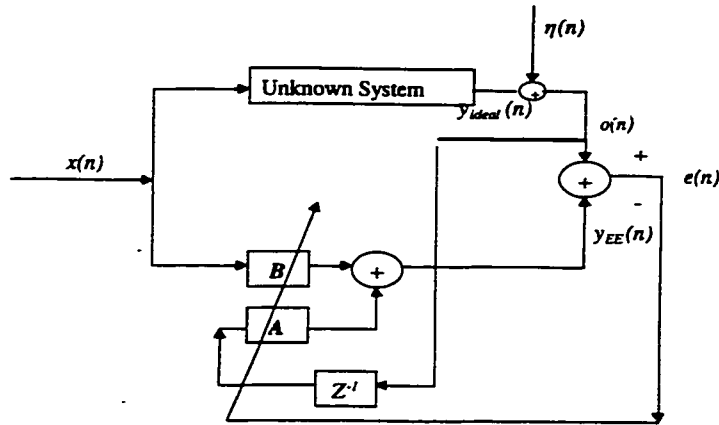 η(n)
Unknown System
+
y_ideal(n)
o(n)
x(n)
+
+
e(n)
-
y_EE(n)
B
+
A
Z^-1